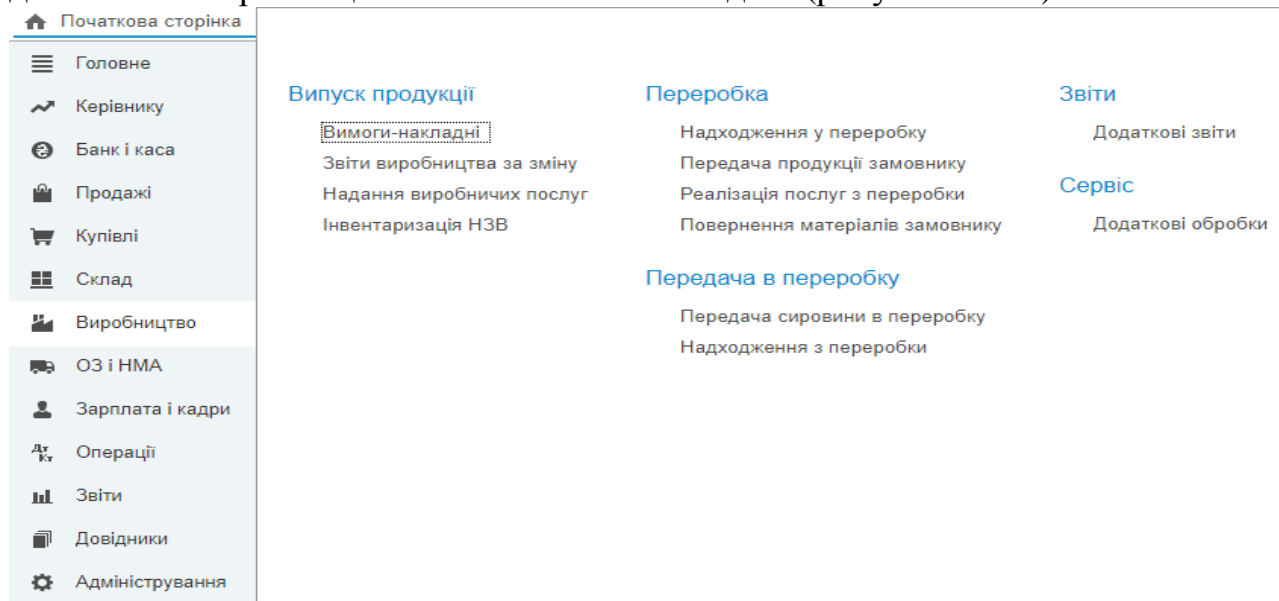 Початкова сторінка
Головне
Керівнику
Банк і каса
Продажі
Купівлі
Склад
Виробництво
ОЗ і НМА
Зарплата і кадри
Дт Кт Операції
Звіти
Довідники
Адміністрування
Випуск продукції
Вимоги-накладні
Звіти виробництва за зміну
Надання виробничих послуг
Інвентаризація НЗВ
Переробка
Надходження у переробку
Передача продукції замовнику
Реалізація послуг з переробки
Повернення матеріалів замовнику
Передача в переробку
Передача сировини в переробку
Надходження з переробки
Звіти
Додаткові звіти
Сервіс
Додаткові обробки